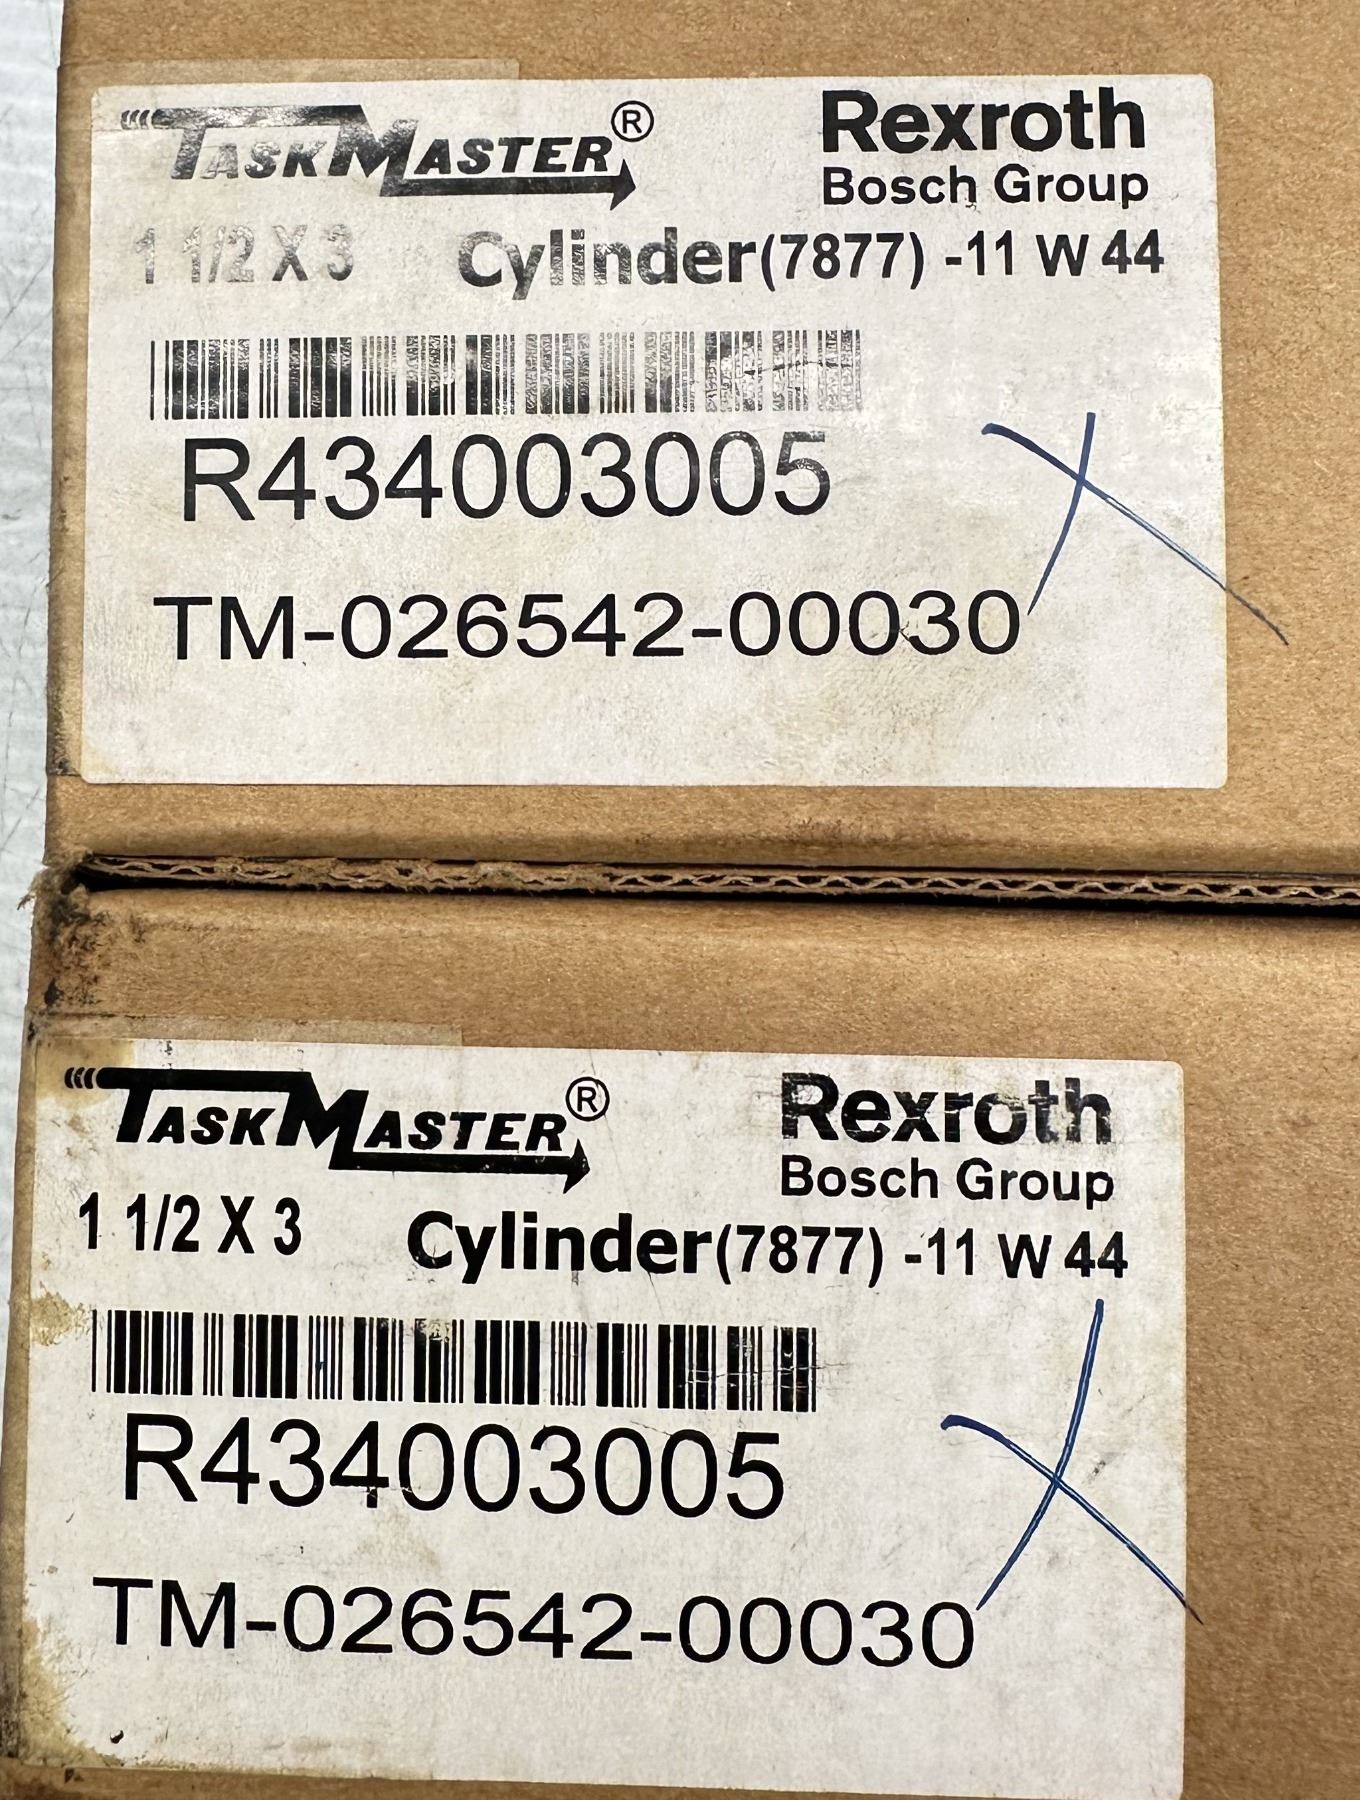 TASKMASTER® Rexroth
Bosch Group
1 1/2 X 3 Cylinder(7877) -11 W 44
R434003005
TM-026542-00030
TASKMASTER® Rexroth
Bosch Group
1 1/2 X 3 Cylinder(7877) -11 W 44
R434003005
TM-026542-00030